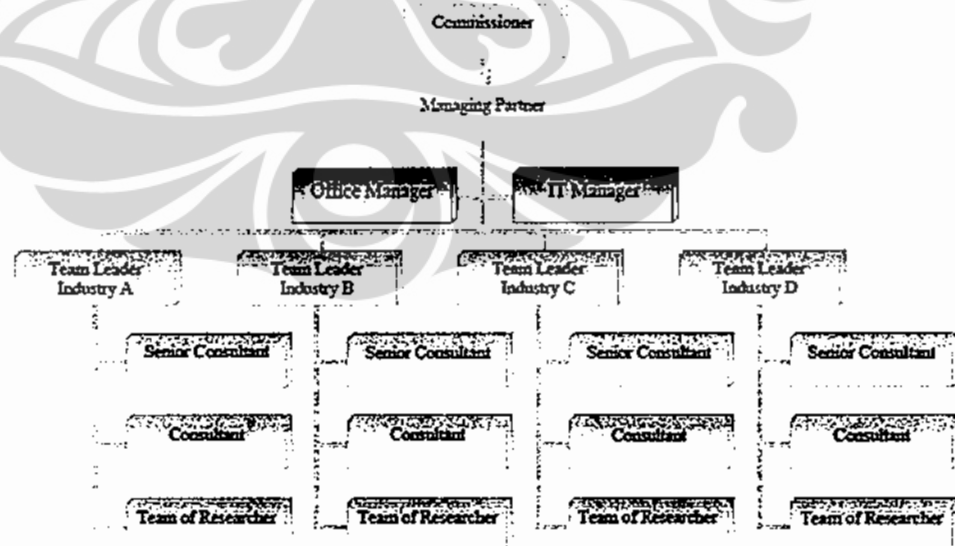 Commissioner
Managing Partner
Office Manager
IT Manager
Team Leader
Industry A
Team Leader
Industry B
Team Leader
Industry C
Team Leader
Industry D
Senior Consultant
Senior Consultant
Senior Consultant
Senior Consultant
Consultant
Consultant
Consultant
Consultant
Team of Researcher
Team of Researcher
Team of Researcher
Team of Researcher